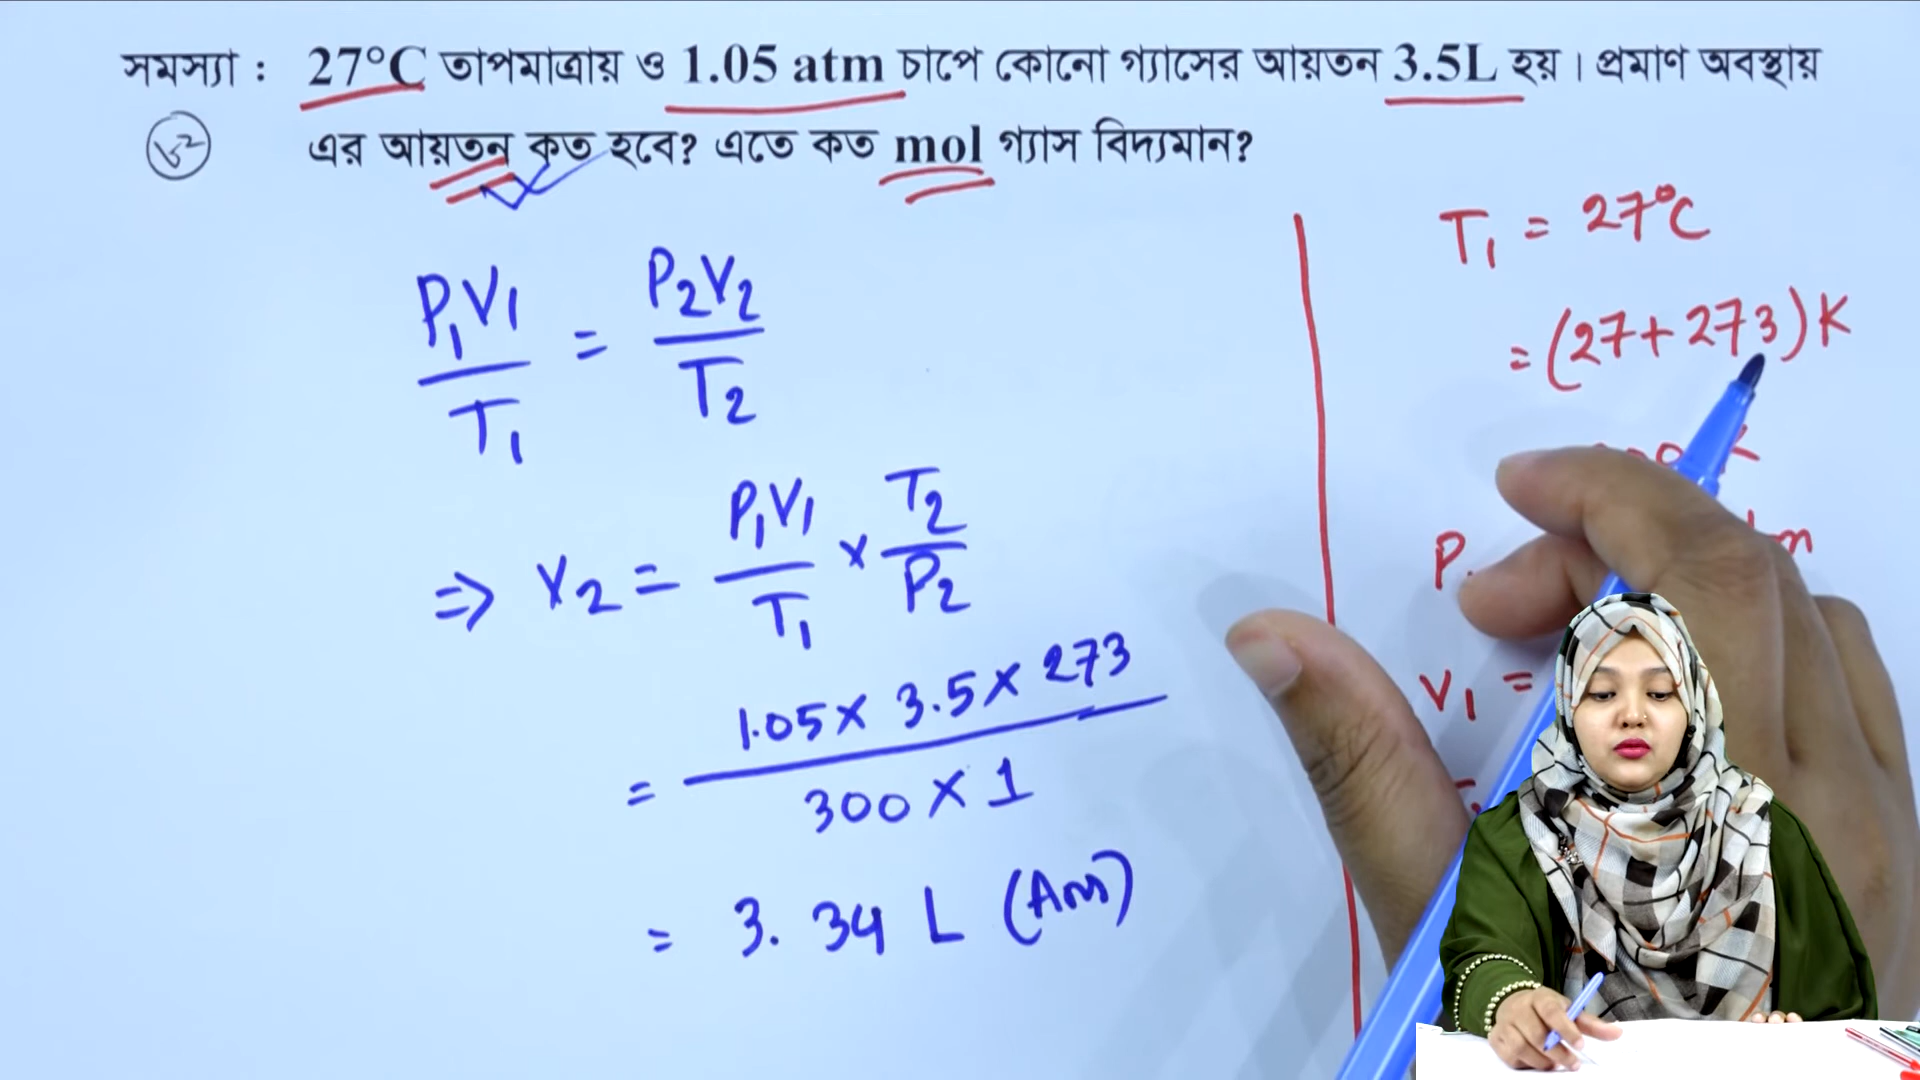 সমস্যা : 27°C তাপমাত্রায় ও 1.05 atm চাপে কোনো গ্যাসের আয়তন 3.5L হয়। প্রমাণ অবস্থায়
এর আয়তন কত হবে? এতে কত mol গ্যাস বিদ্যমান?
P₁V₁/T₁ = P₂V₂/T₂
⇒ V₂ = P₁V₁/T₁ × T₂/P₂
= 1.05 × 3.5 × 273 / 300 × 1
= 3.34 L (Ans)
T₁ = 27°C
= (27 + 273) K
K
P
V₁ =